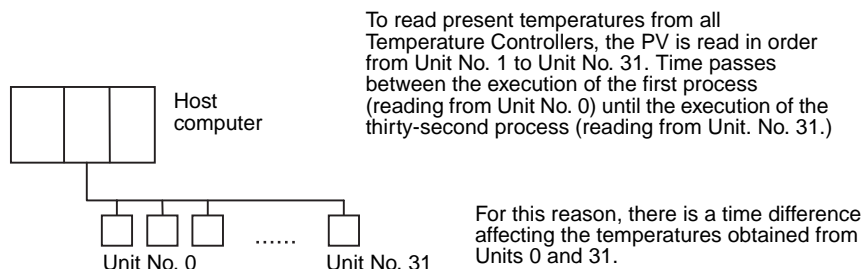 To read present temperatures from all
Temperature Controllers, the PV is read in order
from Unit No. 1 to Unit No. 31. Time passes
between the execution of the first process
(reading from Unit No. 0) until the execution of the
thirty-second process (reading from Unit. No. 31.)
Host
computer
......
Unit No. 0
Unit No. 31
For this reason, there is a time difference
affecting the temperatures obtained from
Units 0 and 31.